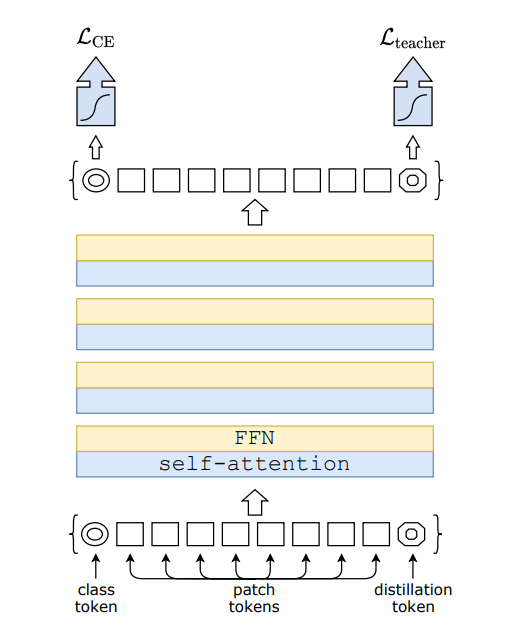 ℒCE
ℒteacher
FFN
self-attention
class
token
patch
tokens
distillation
token